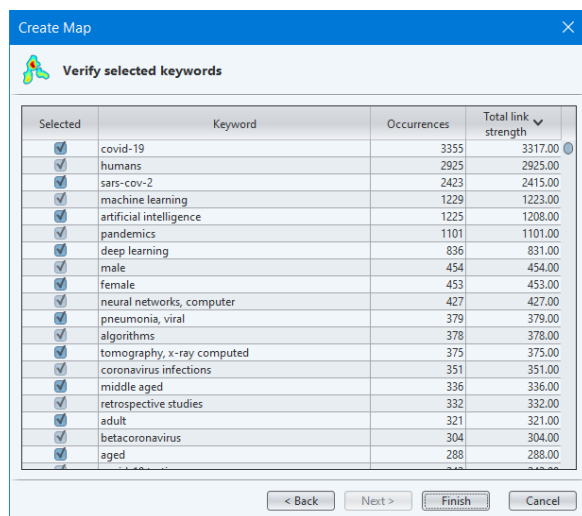 Create Map
Verify selected keywords
Selected Keyword Occurrences Total link strength
covid-19 3355 3317.00
humans 2925 2925.00
sars-cov-2 2423 2415.00
machine learning 1229 1223.00
artificial intelligence 1225 1208.00
pandemics 1101 1101.00
deep learning 836 831.00
male 454 454.00
female 453 453.00
neural networks, computer 427 427.00
pneumonia, viral 379 379.00
algorithms 378 378.00
tomography, x-ray computed 375 375.00
coronavirus infections 351 351.00
middle aged 336 336.00
retrospective studies 332 332.00
adult 321 321.00
betacoronavirus 304 304.00
aged 288 288.00
< Back Next > Finish Cancel